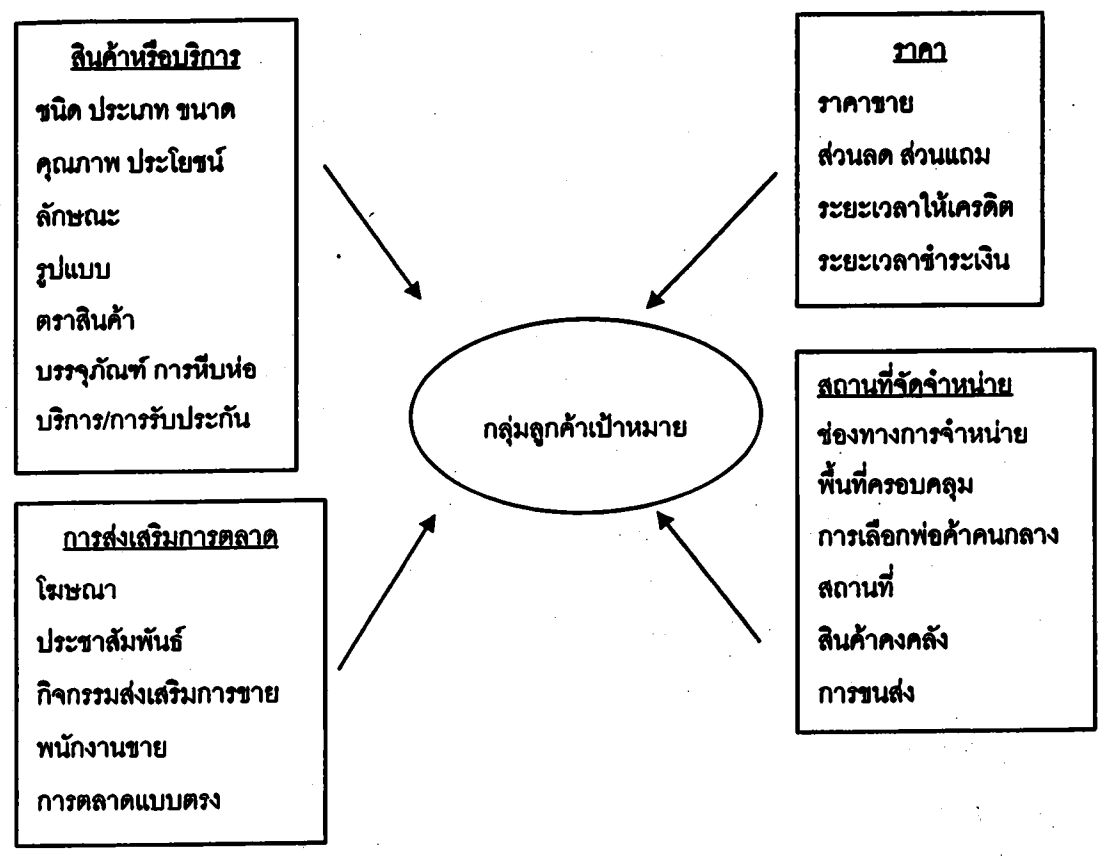 สินค้าหรือบริการ
ชนิด ประเภท ขนาด
คุณภาพ ประโยชน์
ลักษณะ
รูปแบบ
ตราสินค้า
บรรจุภัณฑ์ การหีบห่อ
บริการ/การรับประกัน
ราคา
ราคาขาย
ส่วนลด ส่วนแถม
ระยะเวลาให้เครดิต
ระยะเวลาชำระเงิน
กลุ่มลูกค้าเป้าหมาย
การส่งเสริมการตลาด
โฆษณา
ประชาสัมพันธ์
กิจกรรมส่งเสริมการขาย
พนักงานขาย
การตลาดแบบตรง
สถานที่จัดจำหน่าย
ช่องทางการจำหน่าย
พื้นที่ครอบคลุม
การเลือกพ่อค้าคนกลาง
สถานที่
สินค้าคงคลัง
การขนส่ง